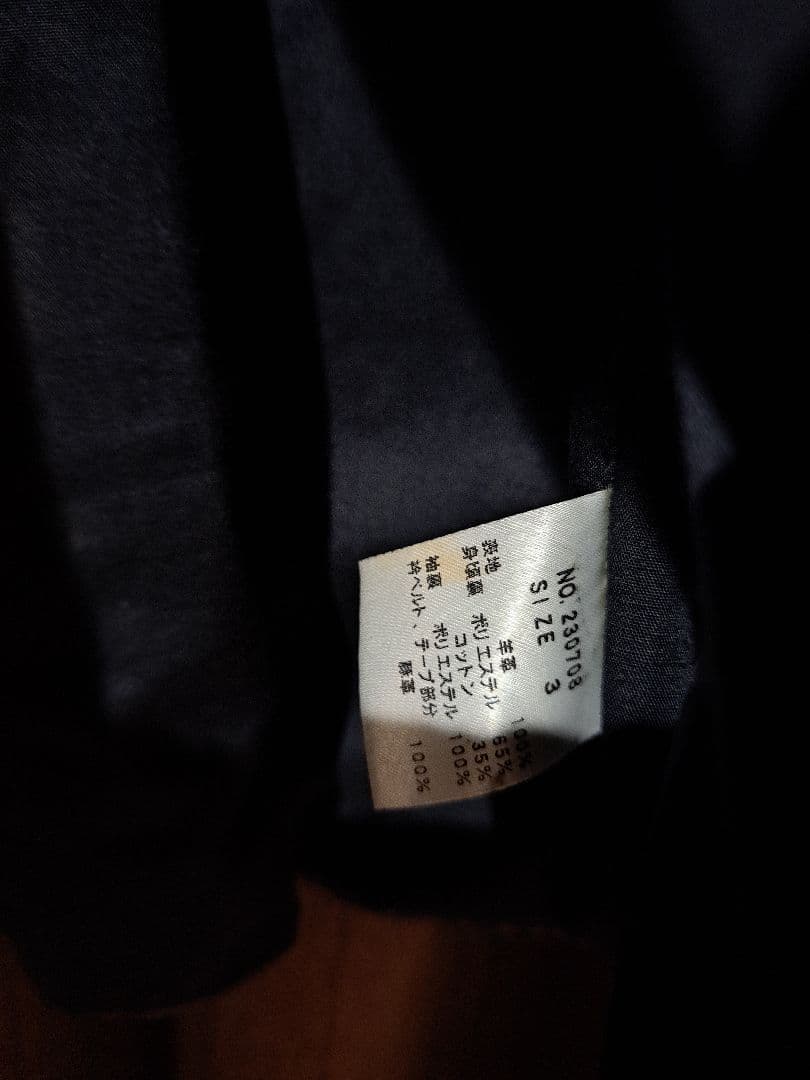 NO. 230708
SIZE 3
表地 羊革 100%
身頃裏 ポリエステル 65%
コットン 35%
袖裏 ポリエステル 100%
衿ベルト、テープ部分
豚革 100%